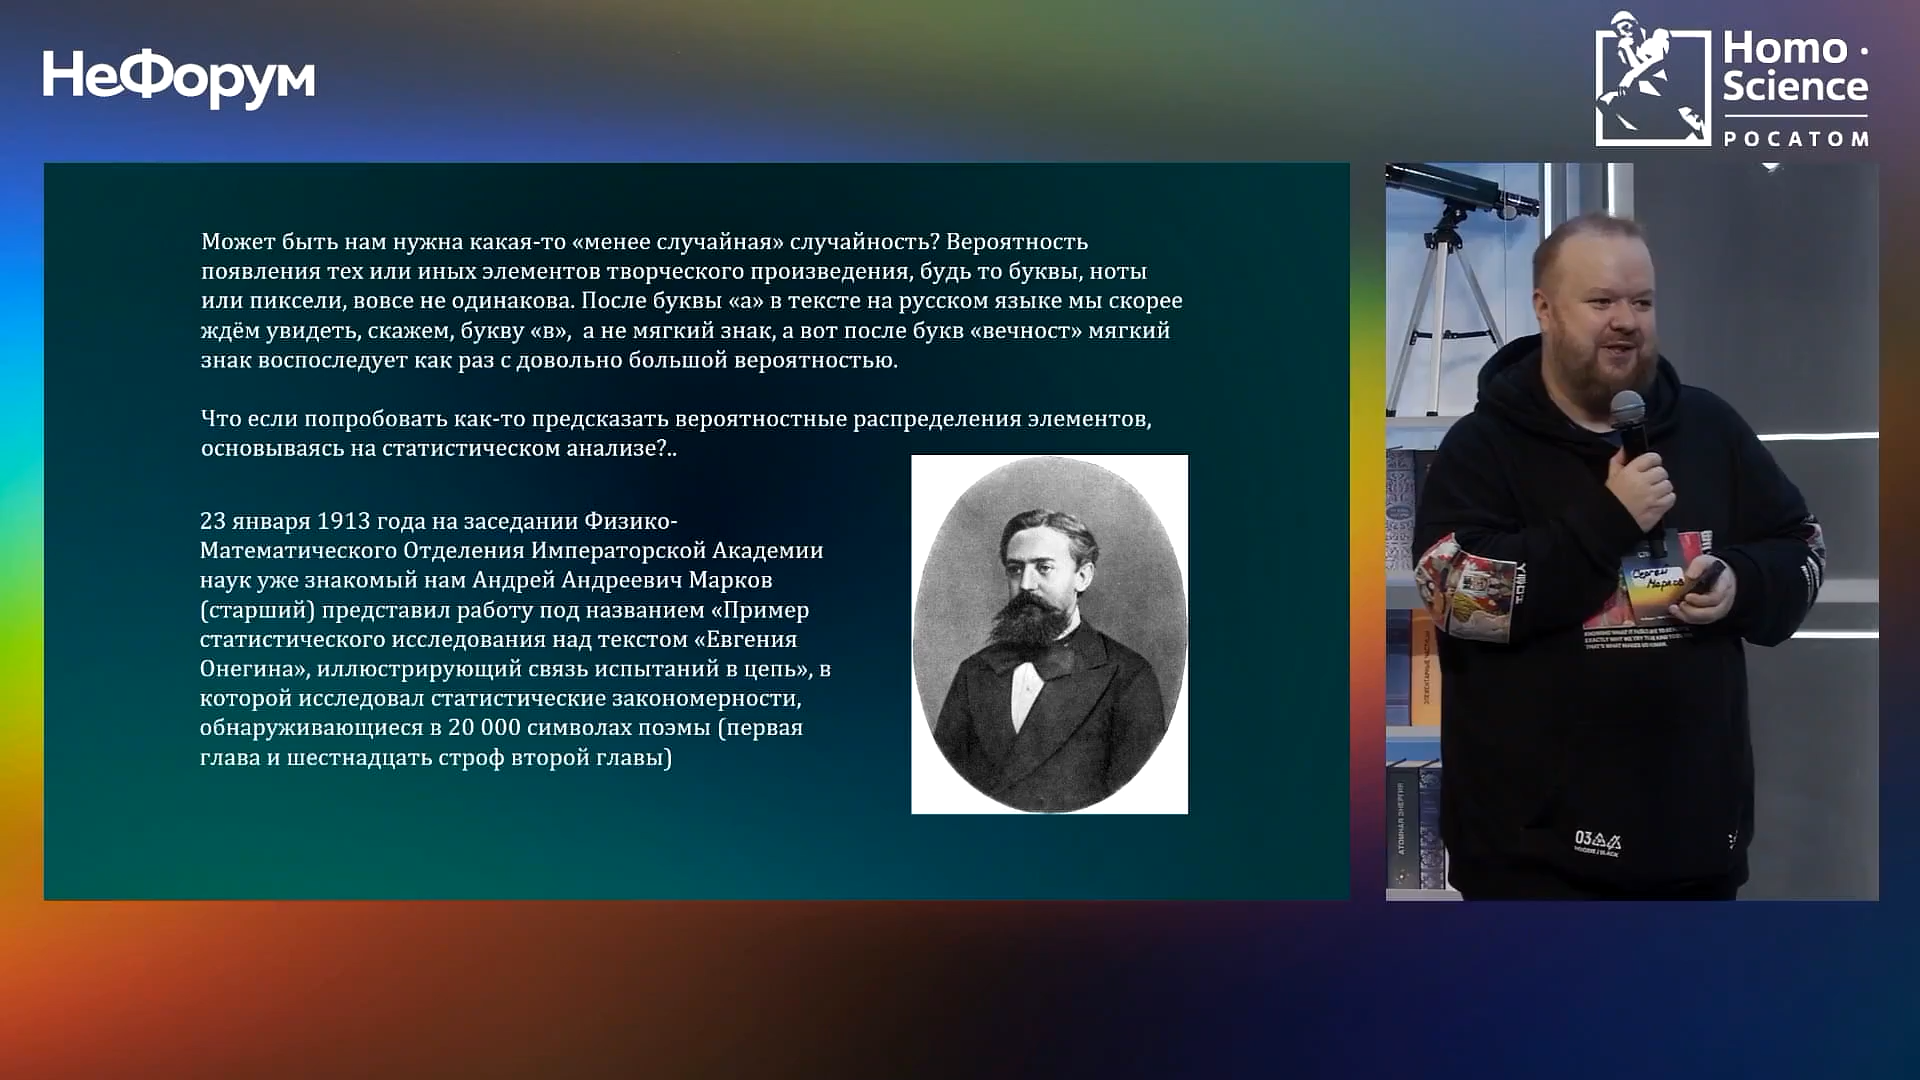 НеФорум
Homo ·
Science
РОСАТОМ
Может быть нам нужна какая-то «менее случайная» случайность? Вероятность
появления тех или иных элементов творческого произведения, будь то буквы, ноты
или пиксели, вовсе не одинакова. После буквы «а» в тексте на русском языке мы скорее
ждём увидеть, скажем, букву «в», а не мягкий знак, а вот после букв «вечност» мягкий
знак воспоследует как раз с довольно большой вероятностью.
Что если попробовать как-то предсказать вероятностные распределения элементов,
основываясь на статистическом анализе?..
23 января 1913 года на заседании Физико-
Математического Отделения Императорской Академии
наук уже знакомый нам Андрей Андреевич Марков
(старший) представил работу под названием «Пример
статистического исследования над текстом «Евгения
Онегина», иллюстрирующий связь испытаний в цепь», в
которой исследовал статистические закономерности,
обнаруживающиеся в 20 000 символах поэмы (первая
глава и шестнадцать строф второй главы)
Сергей
Марков
АТОМНАЯ ЭНЕРГИЯ
03